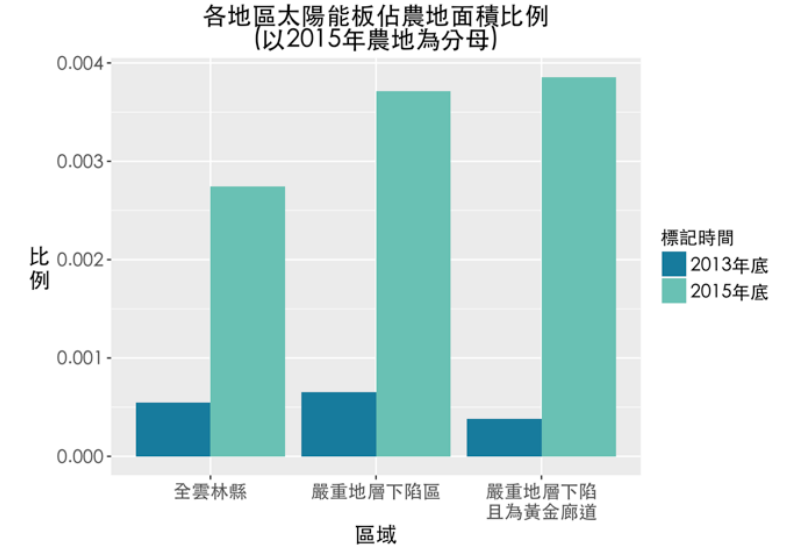 各地區太陽能板佔農地面積比例
(以2015年農地為分母)
0.004
0.003
0.002
0.001
0.000
比
例
全雲林縣
嚴重地層下陷區
嚴重地層下陷
且為黃金廊道
區域
標記時間
2013年底
2015年底